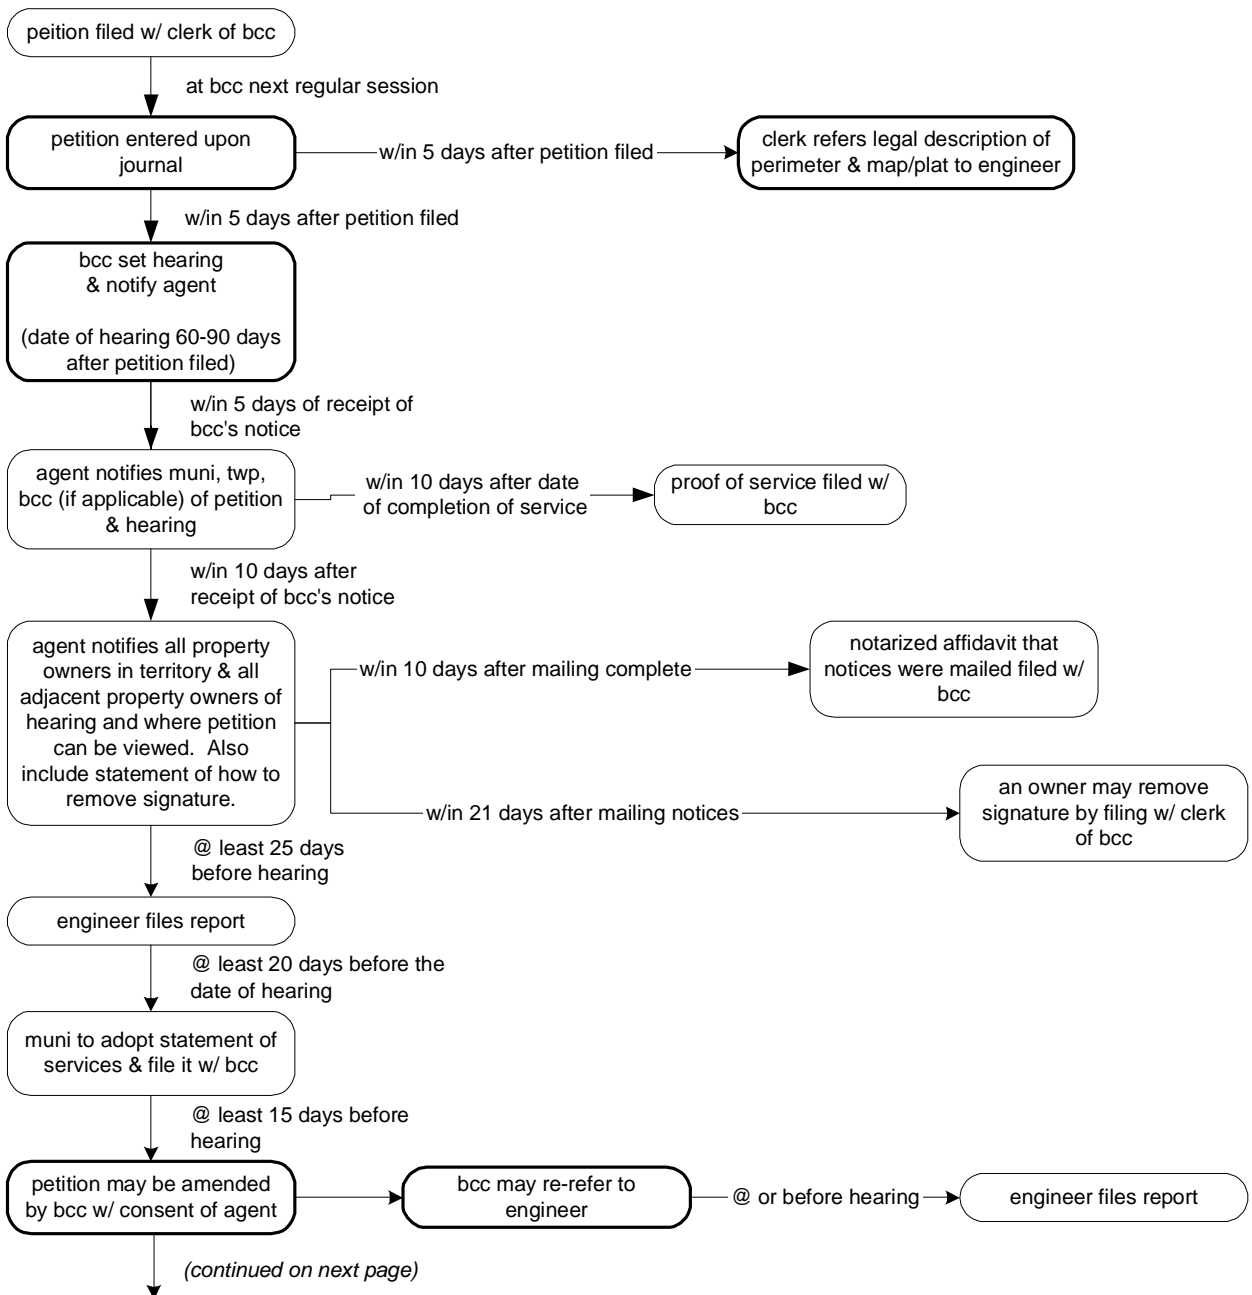 peition filed w/ clerk of bcc
at bcc next regular session
petition entered upon
journal
w/in 5 days after petition filed
clerk refers legal description of
perimeter & map/plat to engineer
w/in 5 days after petition filed
bcc set hearing
& notify agent
(date of hearing 60-90 days
after petition filed)
w/in 5 days of receipt of
bcc's notice
agent notifies muni, twp,
bcc (if applicable) of petition
& hearing
w/in 10 days after date
of completion of service
proof of service filed w/
bcc
w/in 10 days after
receipt of bcc's notice
agent notifies all property
owners in territory & all
adjacent property owners of
hearing and where petition
can be viewed.  Also
include statement of how to
remove signature.
w/in 10 days after mailing complete
notarized affidavit that
notices were mailed filed w/
bcc
w/in 21 days after mailing notices
an owner may remove
signature by filing w/ clerk
of bcc
@ least 25 days
before hearing
engineer files report
@ least 20 days before the
date of hearing
muni to adopt statement of
services & file it w/ bcc
@ least 15 days before
hearing
petition may be amended
by bcc w/ consent of agent
bcc may re-refer to
engineer
@ or before hearing
engineer files report
(continued on next page)